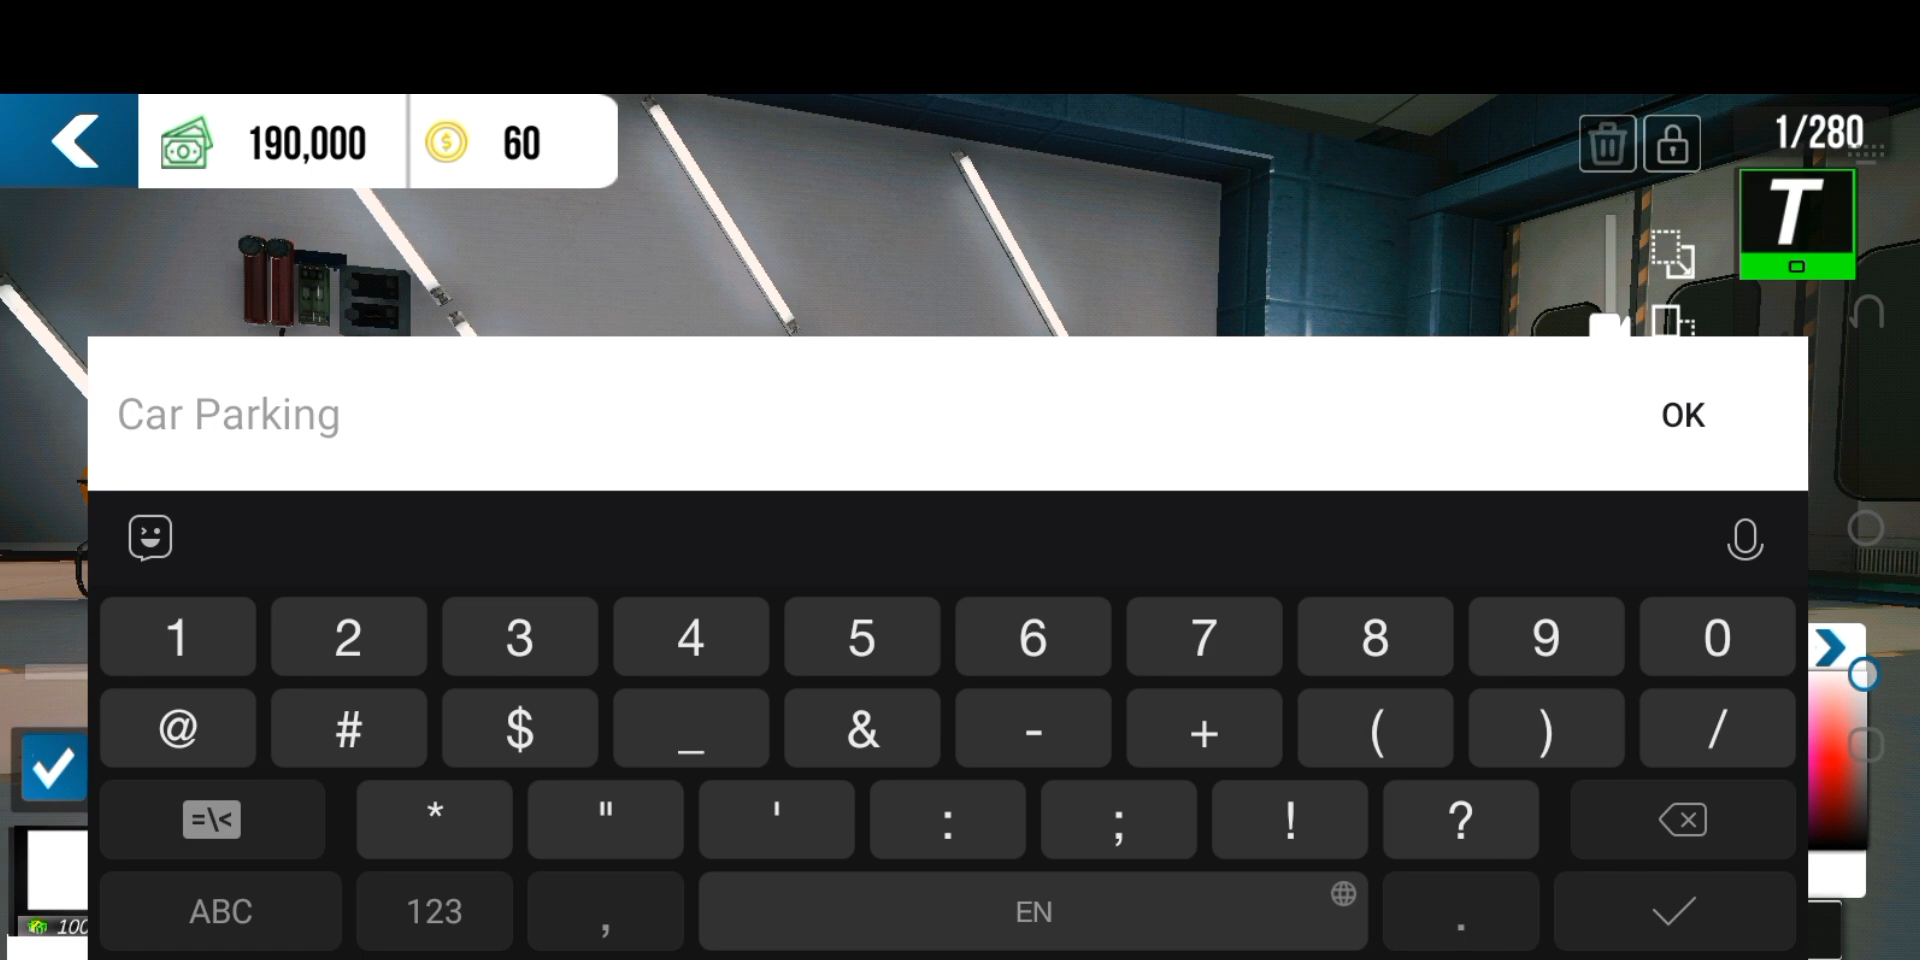 190,000
60
1/280
T
Car Parking
OK
1 2 3 4 5 6 7 8 9 0
@ # $ _ & - + ( ) /
=\< * " ' : ; ! ?
ABC 123 , EN .
100